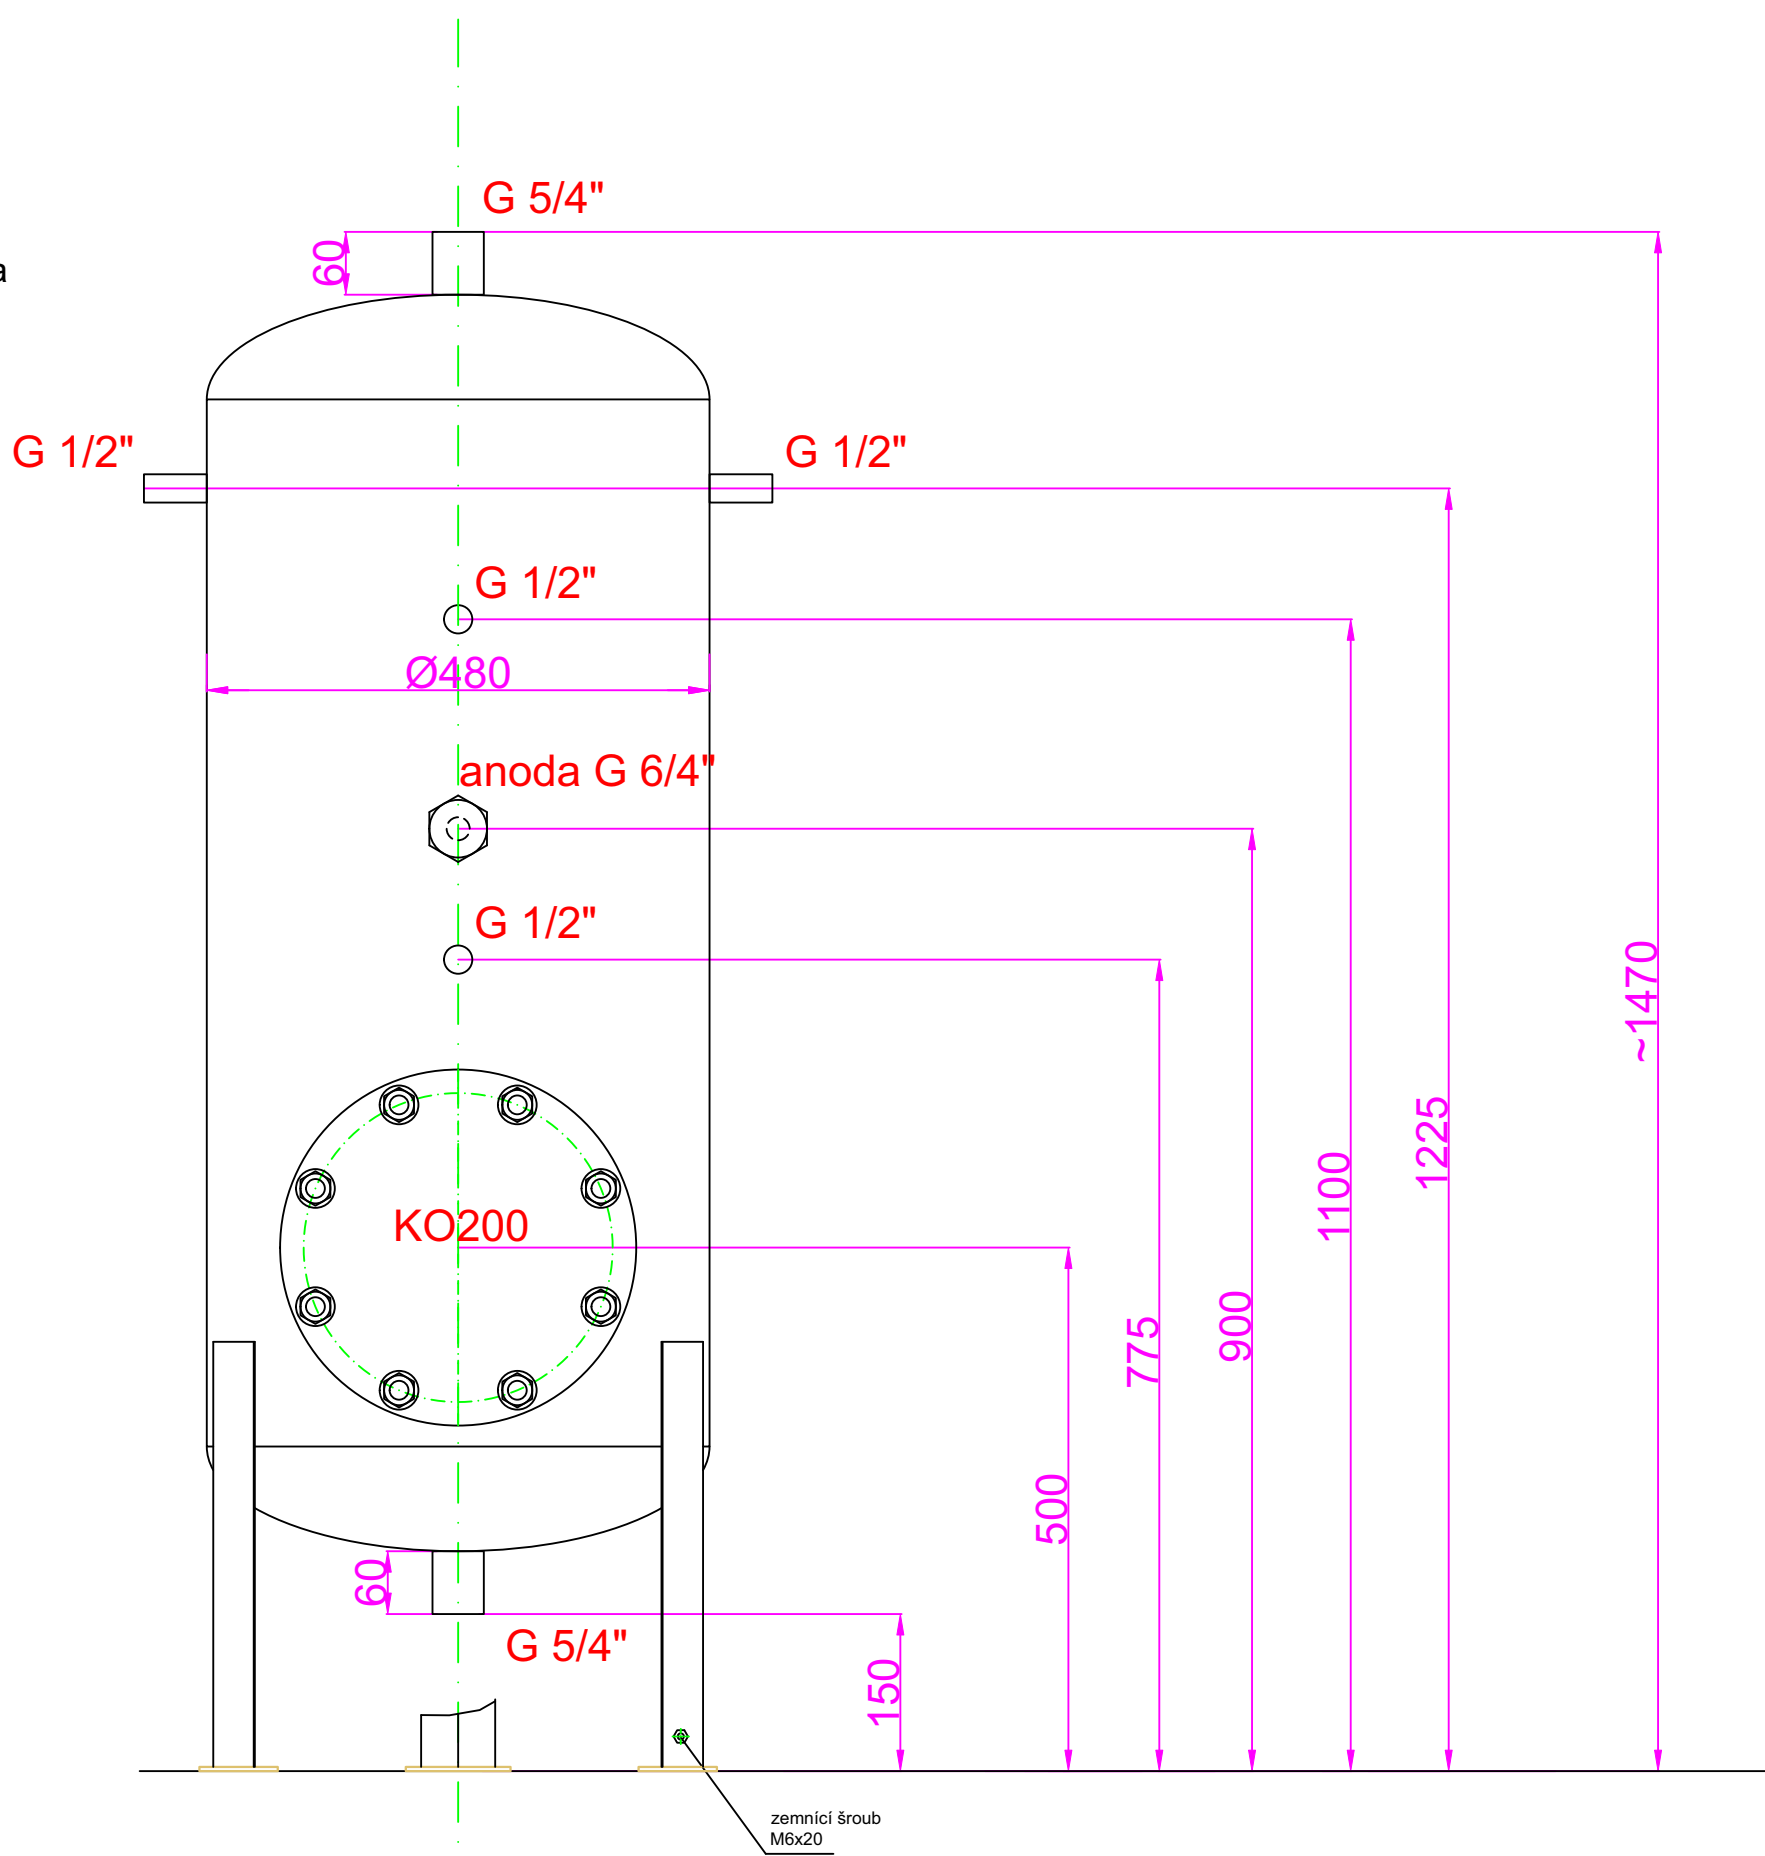 G 5/4"
60
a
G 1/2"
G 1/2"
G 1/2"
Ø480
anoda G 6/4"
G 1/2"
~1470
1225
1100
KO200
900
775
500
60
G 5/4"
150
zemnící šroub
M6x20